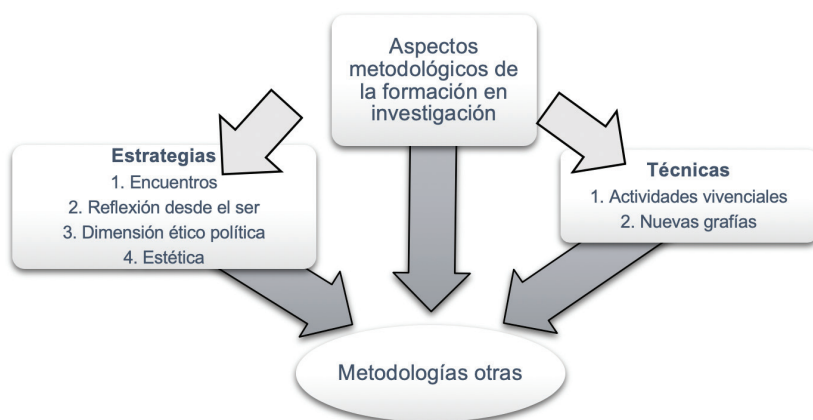 Aspectos
metodológicos de
la formación en
investigación
Estrategias
1. Encuentros
2. Reflexión desde el ser
3. Dimensión ético política
4. Estética
Técnicas
1. Actividades vivenciales
2. Nuevas grafías
Metodologías otras